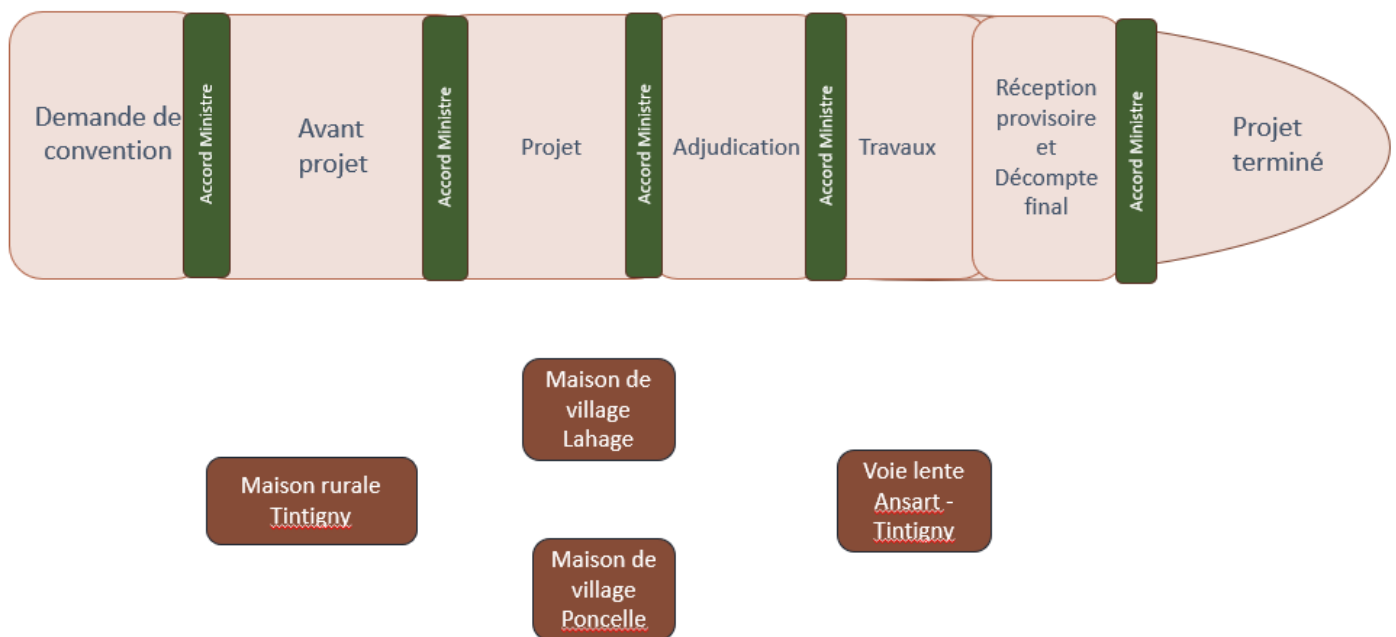 Demande de
convention
Accord Ministre
Avant
projet
Accord Ministre
Projet
Accord Ministre
Adjudication
Accord Ministre
Travaux
Réception
provisoire
et
Décompte
final
Accord Ministre
Projet
terminé
Maison de
village
Lahage
Maison rurale
Tintigny
Voie lente
Ansart -
Tintigny
Maison de
village
Poncelle